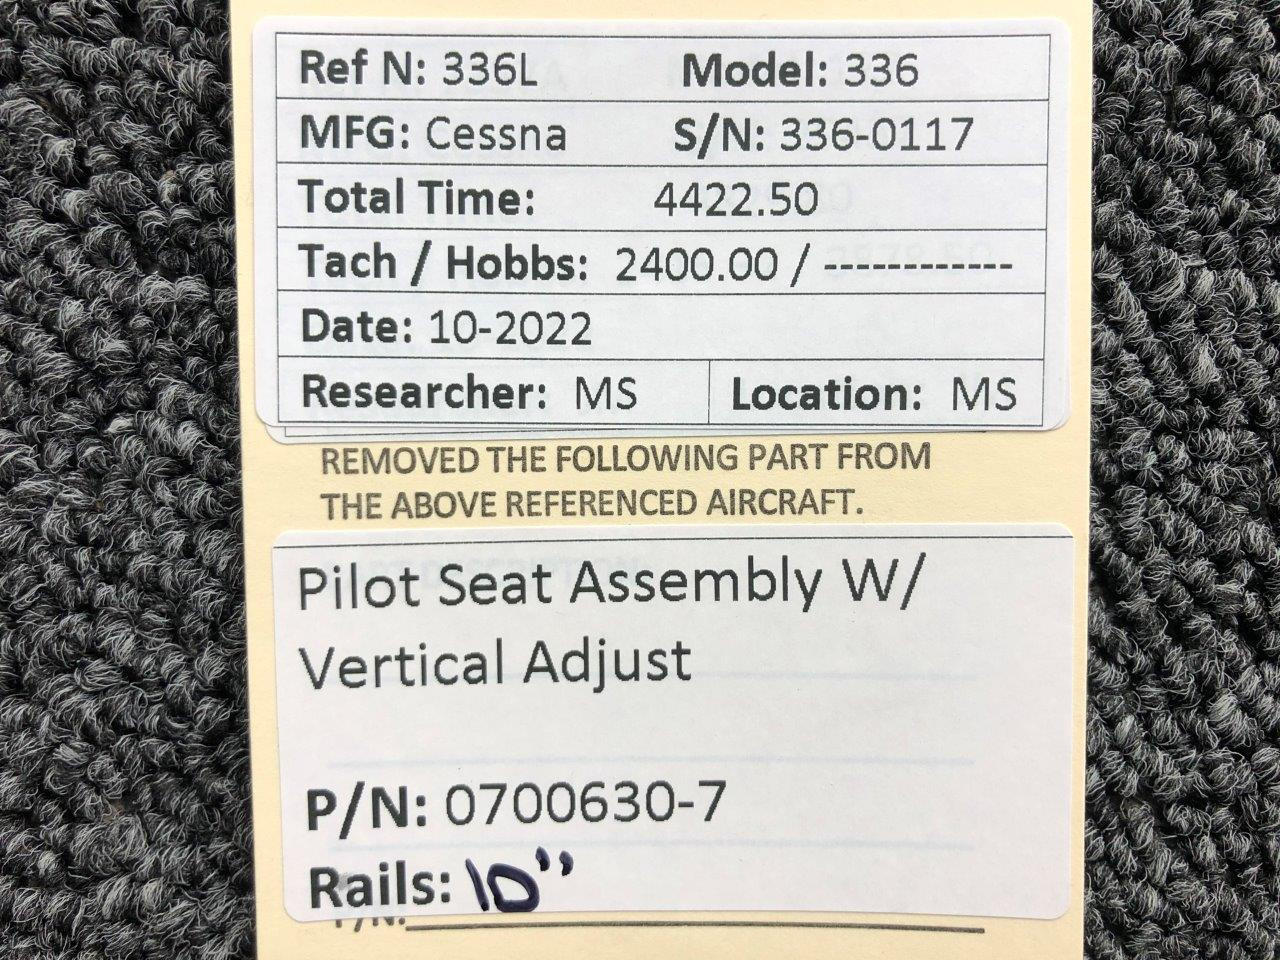 Ref N: 336L Model: 336
MFG: Cessna S/N: 336-0117
Total Time: 4422.50
Tach / Hobbs: 2400.00 / ------------
Date: 10-2022
Researcher: MS Location: MS
REMOVED THE FOLLOWING PART FROM
THE ABOVE REFERENCED AIRCRAFT.
Pilot Seat Assembly W/
Vertical Adjust
P/N: 0700630-7
Rails: 10"
P/N: